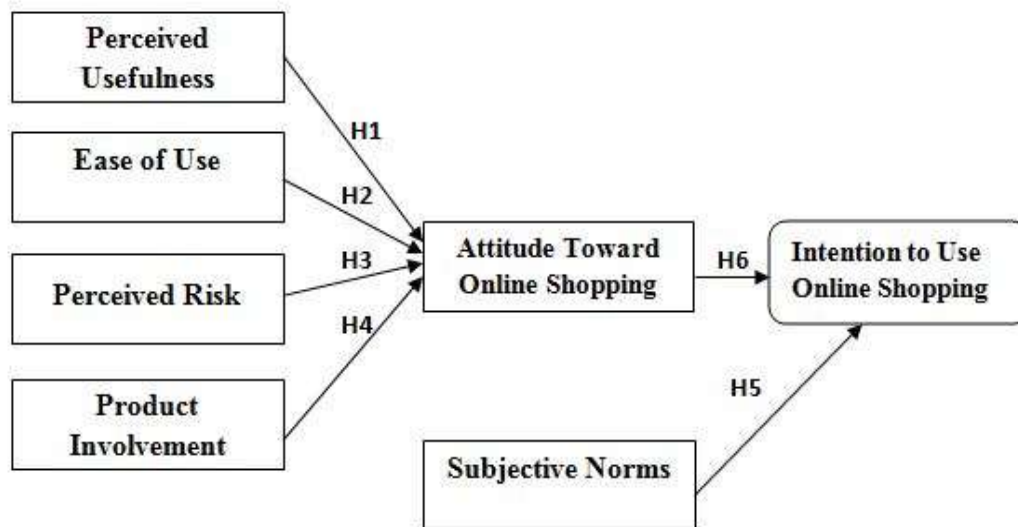 Perceived
Usefulness
H1
Ease of Use
H2
H3
Perceived Risk
H4
Product
Involvement
Attitude Toward
Online Shopping
H6
Intention to Use
Online Shopping
H5
Subjective Norms